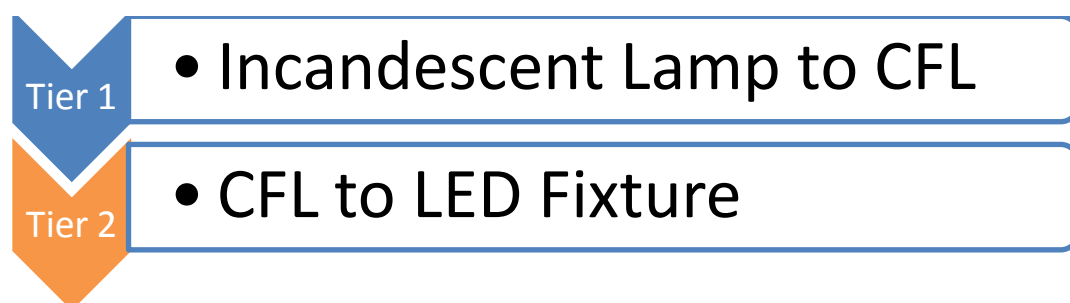 Tier 1
• Incandescent Lamp to CFL
Tier 2
• CFL to LED Fixture